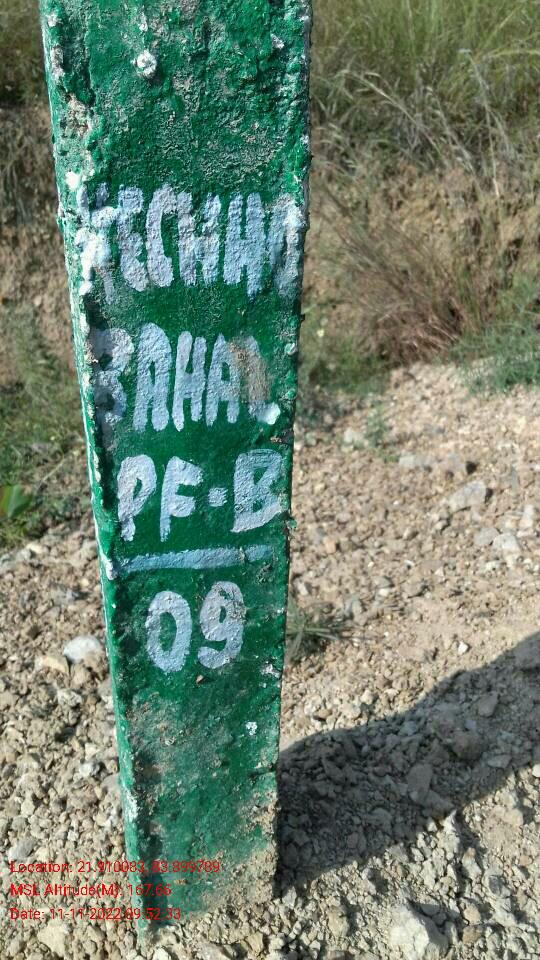 BAHAL
PF-B
09
Location: 21.910083, 83.899789
MSL Altitude(M): 167.66
Date: 11-11-2022 09:52:33